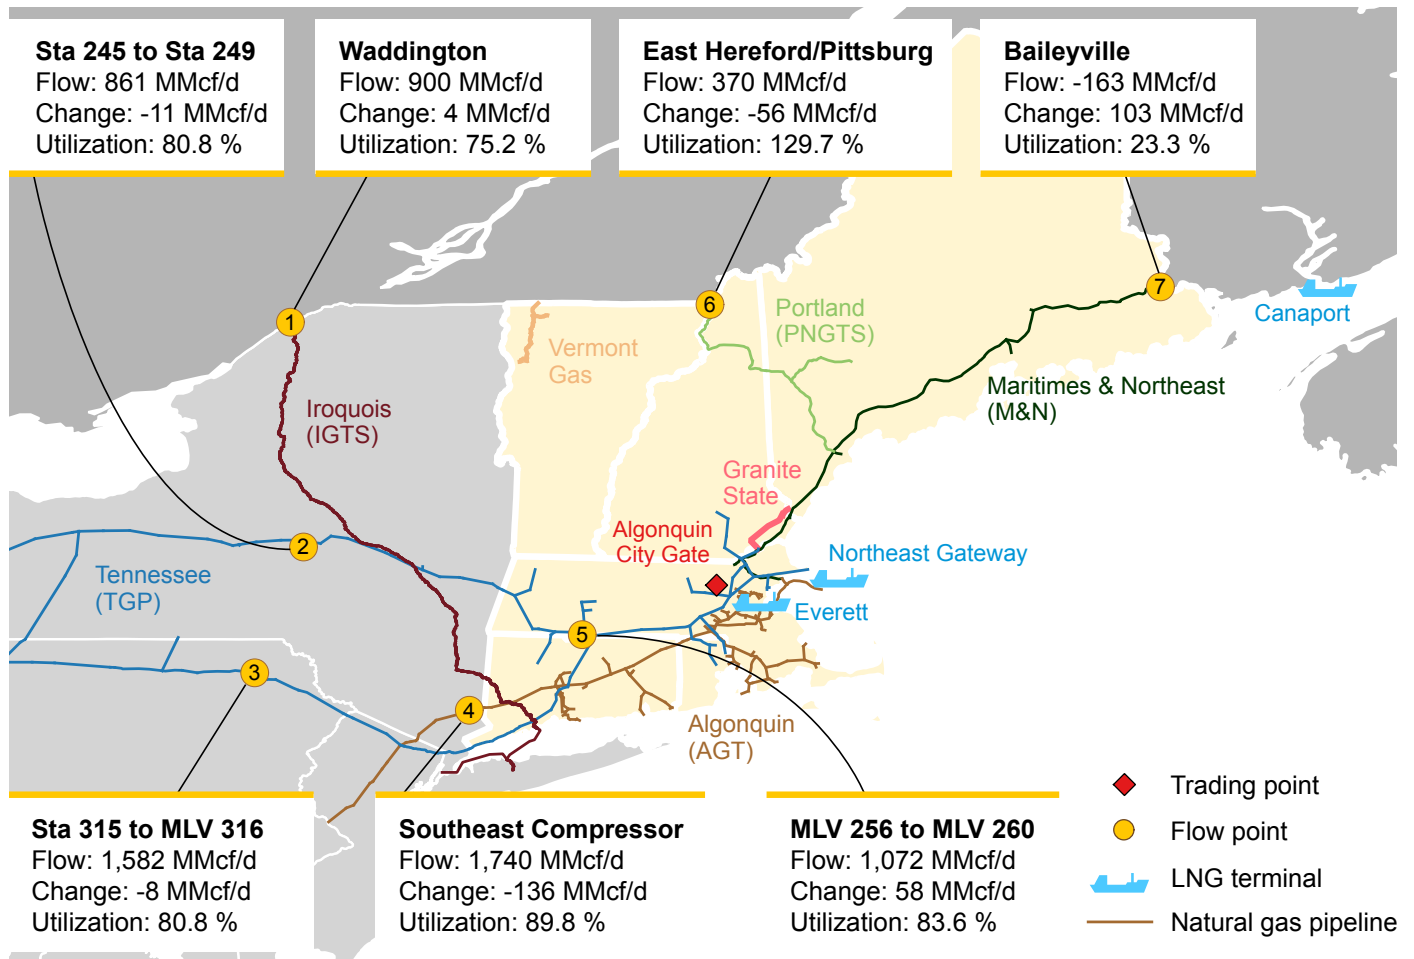 Sta 245 to Sta 249
Flow: 861 MMcf/d
Change: -11 MMcf/d
Utilization: 80.8 %
Waddington
Flow: 900 MMcf/d
Change: 4 MMcf/d
Utilization: 75.2 %
East Hereford/Pittsburg
Flow: 370 MMcf/d
Change: -56 MMcf/d
Utilization: 129.7 %
Baileyville
Flow: -163 MMcf/d
Change: 103 MMcf/d
Utilization: 23.3 %
1
2
3
4
5
6
7
Canaport
Portland
(PNGTS)
Vermont
Gas
Maritimes & Northeast
(M&N)
Iroquois
(IGTS)
Granite
State
Algonquin
City Gate
Northeast Gateway
Everett
Tennessee
(TGP)
Algonquin
(AGT)
Sta 315 to MLV 316
Flow: 1,582 MMcf/d
Change: -8 MMcf/d
Utilization: 80.8 %
Southeast Compressor
Flow: 1,740 MMcf/d
Change: -136 MMcf/d
Utilization: 89.8 %
MLV 256 to MLV 260
Flow: 1,072 MMcf/d
Change: 58 MMcf/d
Utilization: 83.6 %
Trading point
Flow point
LNG terminal
Natural gas pipeline